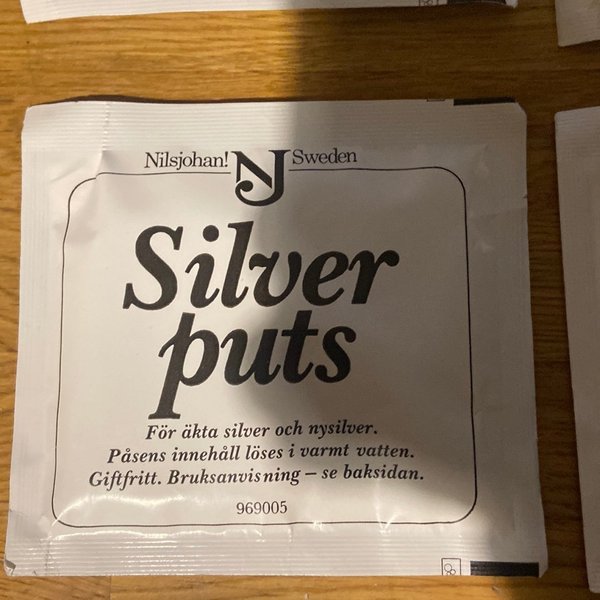 Nilsjohan! NJ Sweden
Silver
puts
För äkta silver och nysilver.
Påsens innehåll löses i varmt vatten.
Giftfritt. Bruksanvisning – se baksidan.
969005